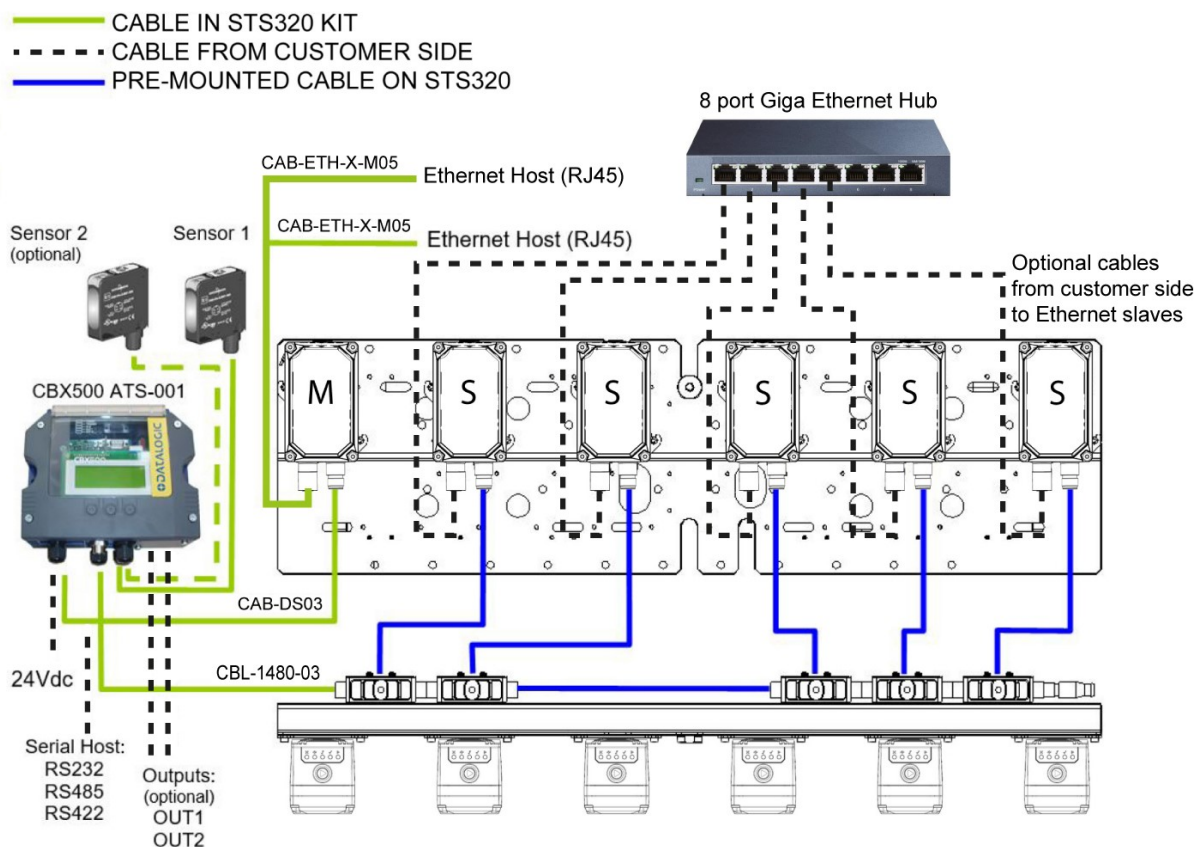 CABLE IN STS320 KIT
CABLE FROM CUSTOMER SIDE
PRE-MOUNTED CABLE ON STS320
8 port Giga Ethernet Hub
CAB-ETH-X-M05
Ethernet Host (RJ45)
CAB-ETH-X-M05
Ethernet Host (RJ45)
Sensor 2
(optional)
Sensor 1
Optional cables
from customer side
to Ethernet slaves
CBX500 ATS-001
CBX500
DATALOGIC
M
S
S
S
S
S
CAB-DS03
CBL-1480-03
24Vdc
Serial Host:
RS232
RS485
RS422
Outputs:
(optional)
OUT1
OUT2